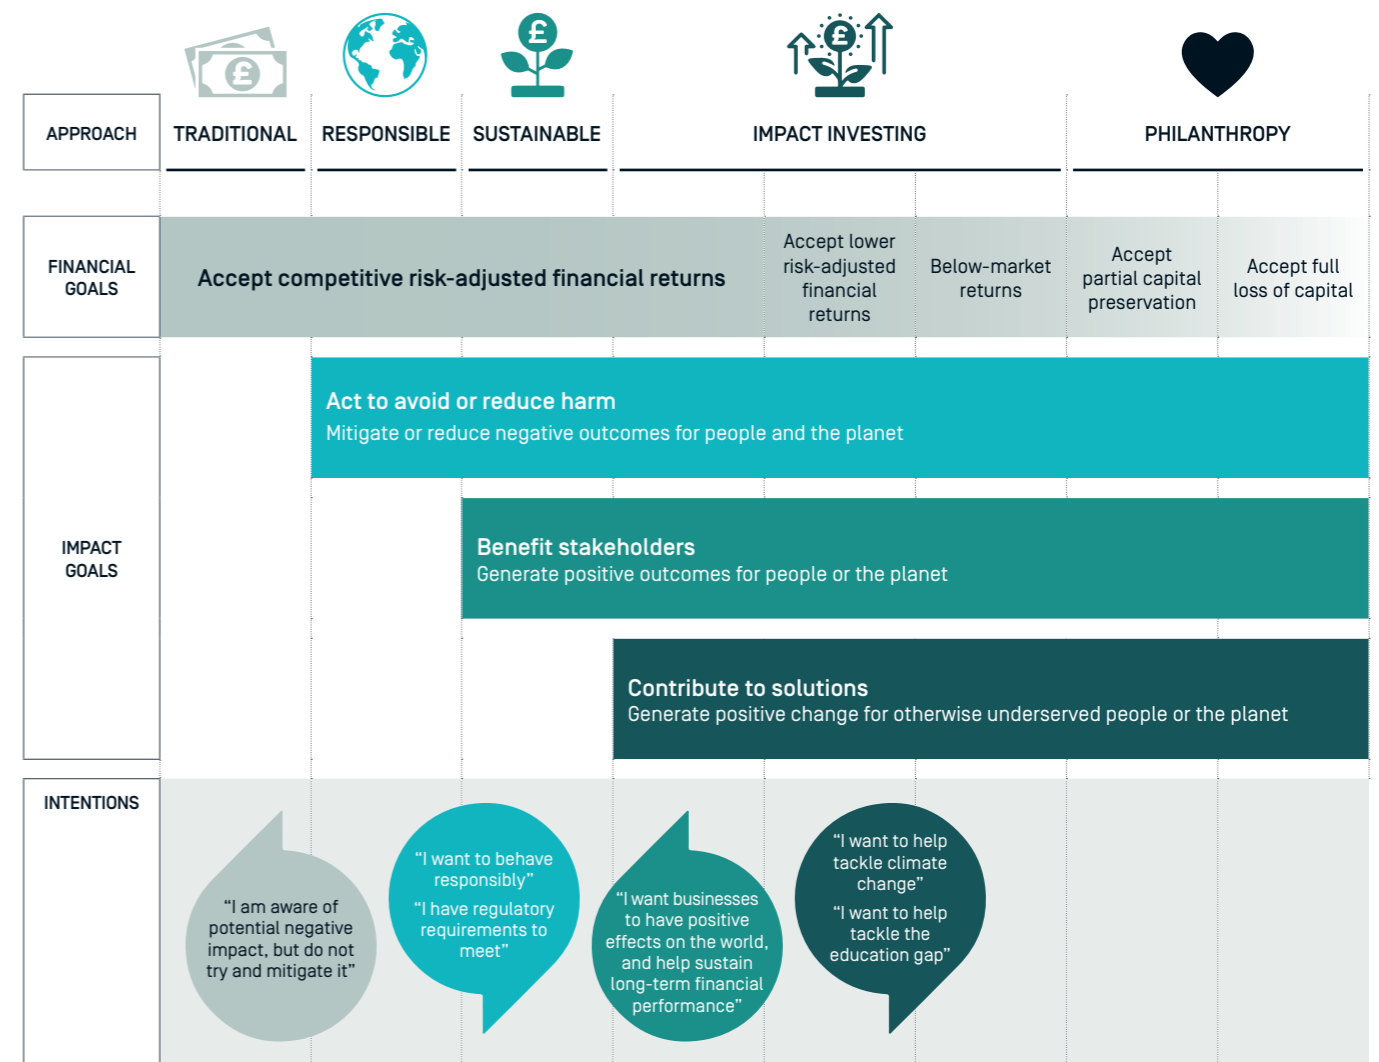 £
£
£
APPROACH
TRADITIONAL
RESPONSIBLE
SUSTAINABLE
IMPACT INVESTING
PHILANTHROPY
FINANCIAL
GOALS
Accept competitive risk-adjusted financial returns
Accept lower
risk-adjusted
financial
returns
Below-market
returns
Accept
partial capital
preservation
Accept full
loss of capital
IMPACT
GOALS
Act to avoid or reduce harm
Mitigate or reduce negative outcomes for people and the planet
Benefit stakeholders
Generate positive outcomes for people or the planet
Contribute to solutions
Generate positive change for otherwise underserved people or the planet
INTENTIONS
“I am aware of
potential negative
impact, but do not
try and mitigate it”
“I want to behave
responsibly”
“I have regulatory
requirements to
meet”
“I want businesses
to have positive
effects on the world,
and help sustain
long-term financial
performance”
“I want to help
tackle climate
change”
“I want to help
tackle the
education gap”